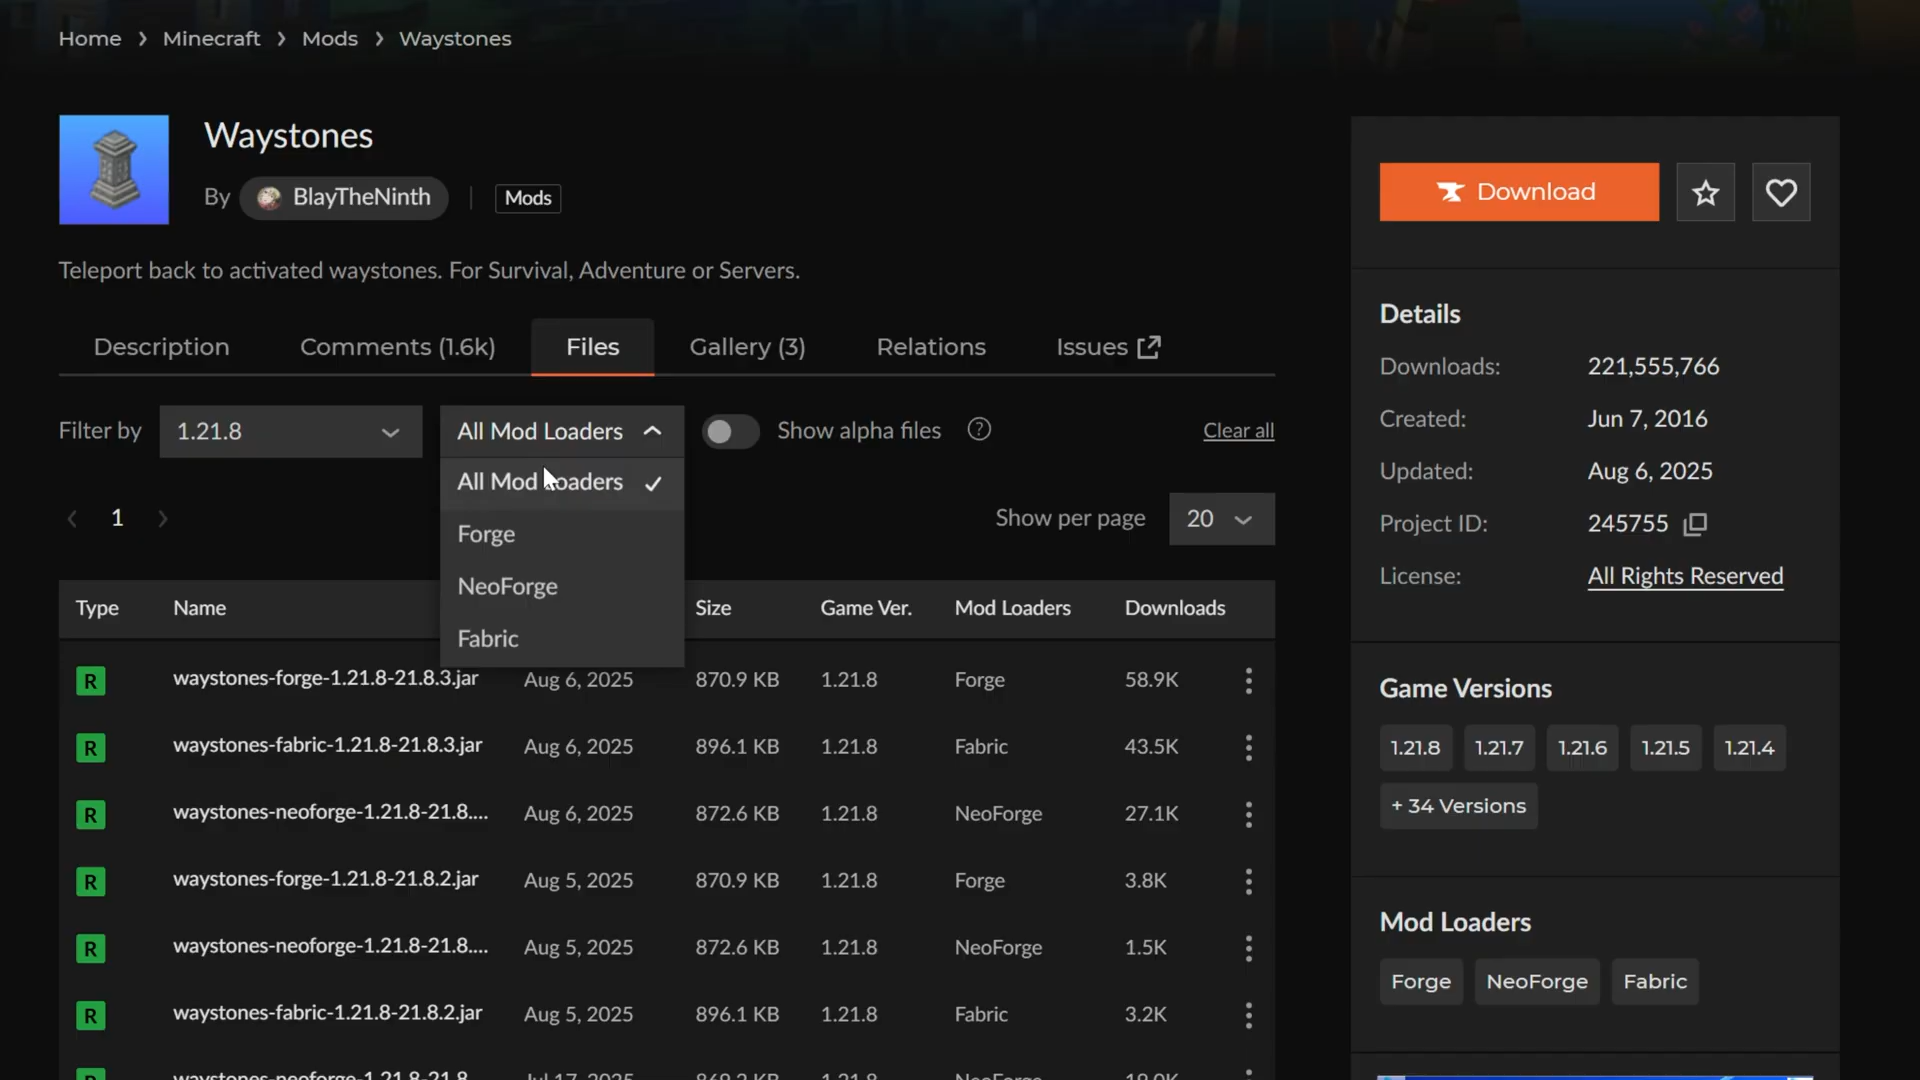 Home > Minecraft > Mods > Waystones
Waystones
By BlayTheNinth | Mods
Teleport back to activated waystones. For Survival, Adventure or Servers.
Description Comments (1.6k) Files Gallery (3) Relations Issues
Filter by 1.21.8 All Mod Loaders Show alpha files ? Clear all
All Mod Loaders
Forge
NeoForge
Fabric
< 1 > Show per page 20
Type Name Size Game Ver. Mod Loaders Downloads
R waystones-forge-1.21.8-21.8.3.jar Aug 6, 2025 870.9 KB 1.21.8 Forge 58.9K
R waystones-fabric-1.21.8-21.8.3.jar Aug 6, 2025 896.1 KB 1.21.8 Fabric 43.5K
R waystones-neoforge-1.21.8-21.8.... Aug 6, 2025 872.6 KB 1.21.8 NeoForge 27.1K
R waystones-forge-1.21.8-21.8.2.jar Aug 5, 2025 870.9 KB 1.21.8 Forge 3.8K
R waystones-neoforge-1.21.8-21.8.... Aug 5, 2025 872.6 KB 1.21.8 NeoForge 1.5K
R waystones-fabric-1.21.8-21.8.2.jar Aug 5, 2025 896.1 KB 1.21.8 Fabric 3.2K
Download
Details
Downloads: 221,555,766
Created: Jun 7, 2016
Updated: Aug 6, 2025
Project ID: 245755
License: All Rights Reserved
Game Versions
1.21.8 1.21.7 1.21.6 1.21.5 1.21.4
+ 34 Versions
Mod Loaders
Forge NeoForge Fabric